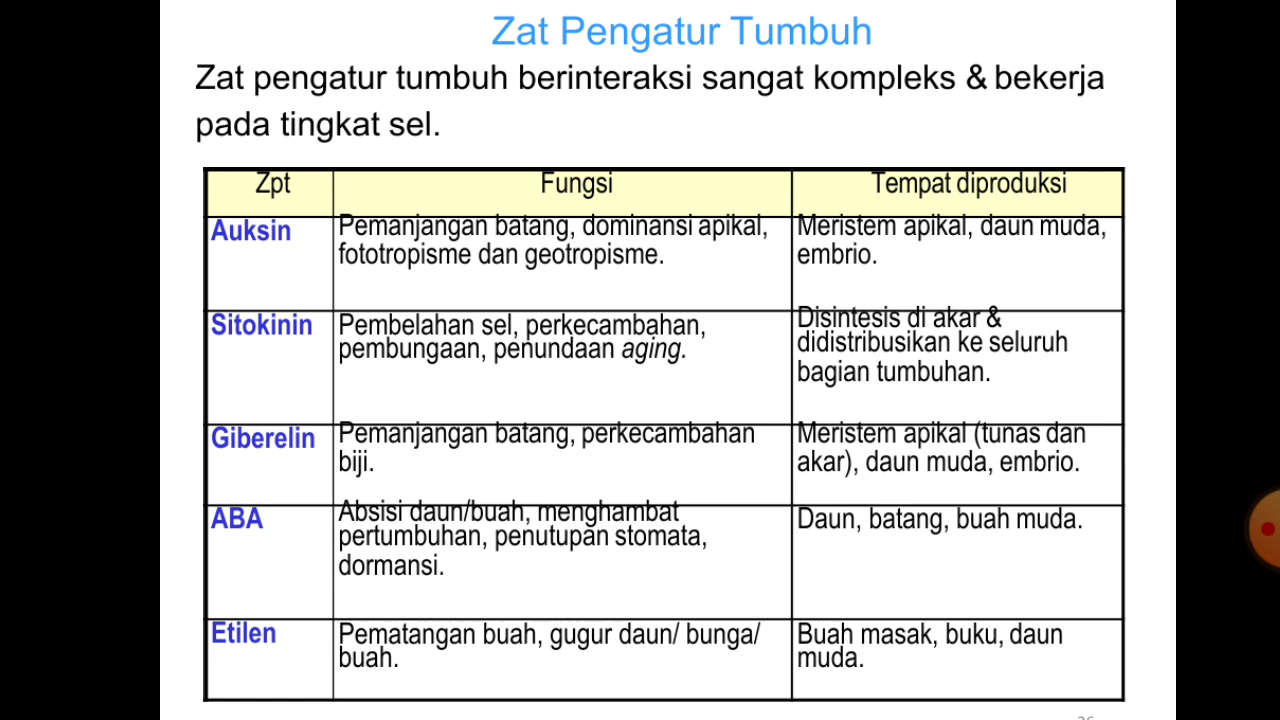 Zat Pengatur Tumbuh
Zat pengatur tumbuh berinteraksi sangat kompleks & bekerja
pada tingkat sel.
Zpt Fungsi Tempat diproduksi
Auksin
Pemanjangan batang, dominansi apikal,
fototropisme dan geotropisme.
Meristem apikal, daun muda,
embrio.
Sitokinin
Pembelahan sel, perkecambahan,
pembungaan, penundaan aging.
Disintesis di akar &
didistribusikan ke seluruh
bagian tumbuhan.
Giberelin
Pemanjangan batang, perkecambahan
biji.
Meristem apikal (tunas dan
akar), daun muda, embrio.
ABA
Absisi daun/buah, menghambat
pertumbuhan, penutupan stomata,
dormansi.
Daun, batang, buah muda.
Etilen
Pematangan buah, gugur daun/ bunga/
buah.
Buah masak, buku, daun
muda.